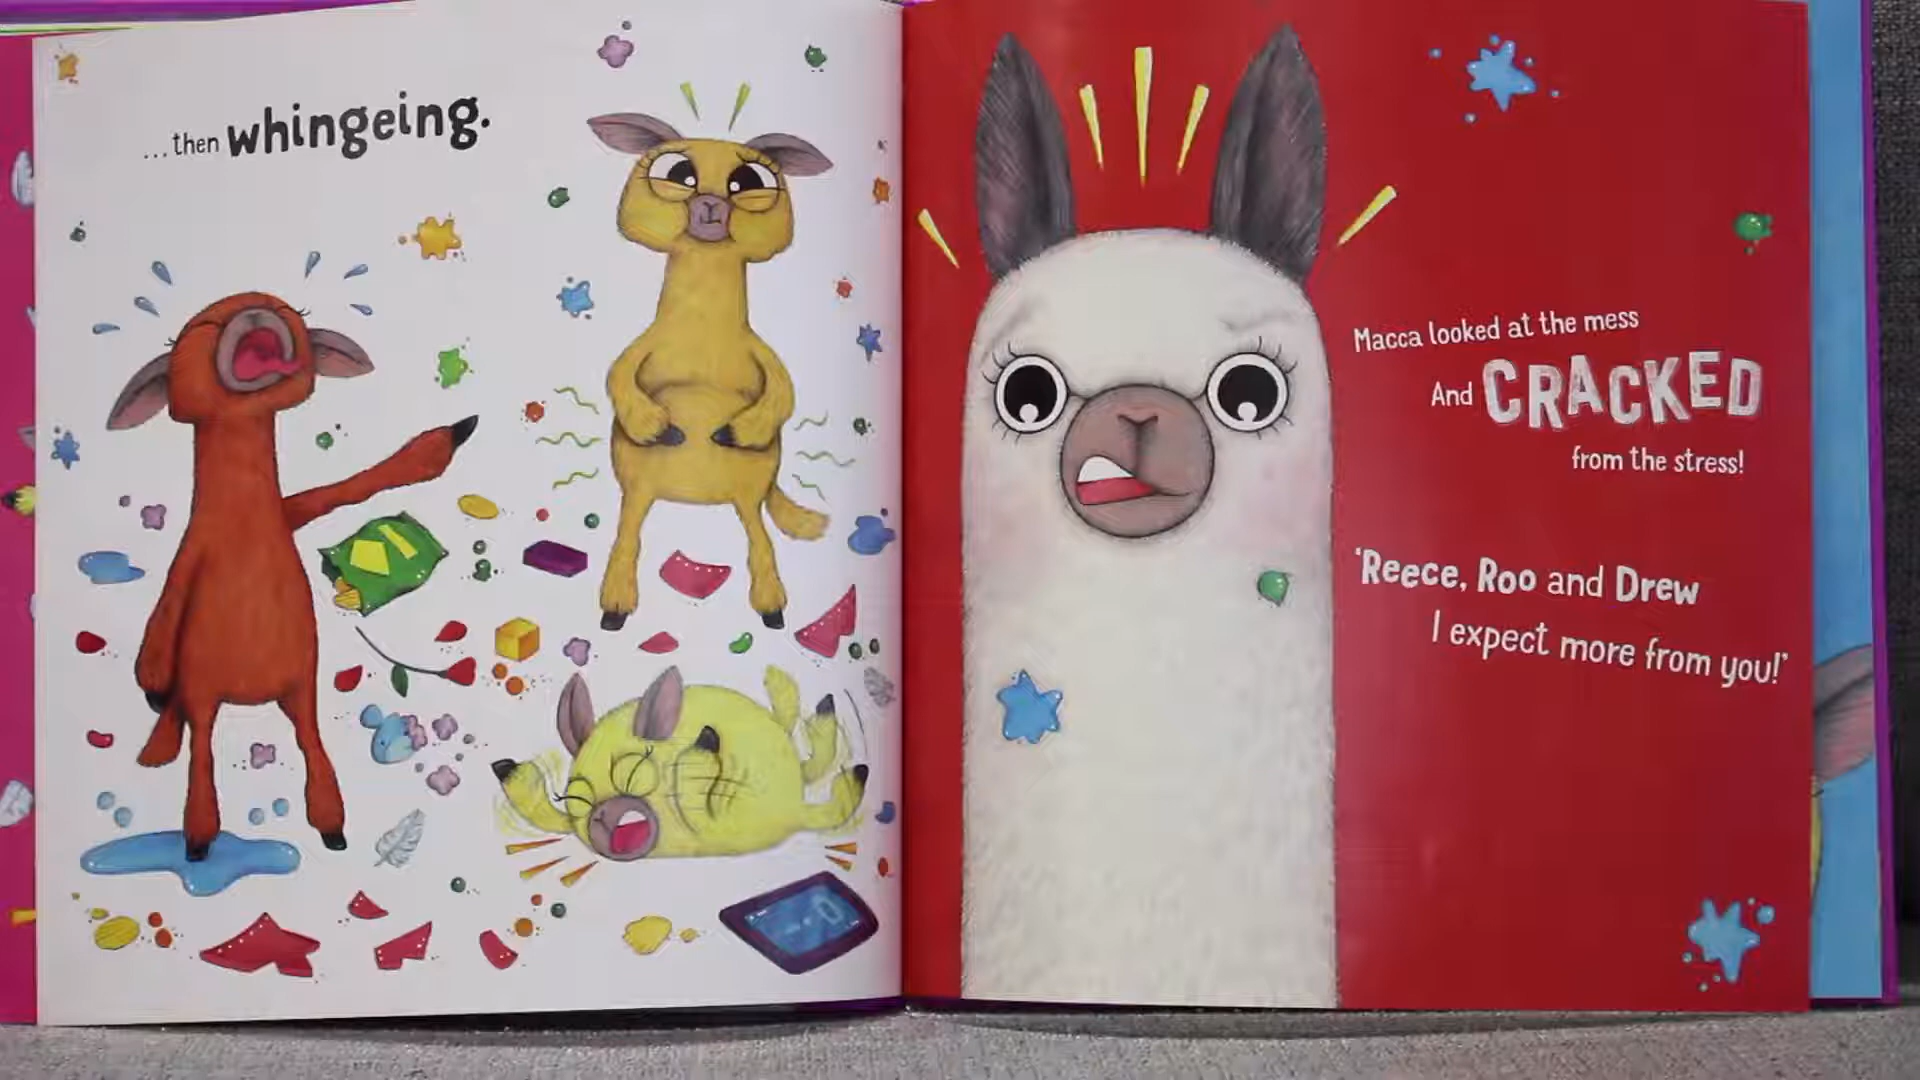 ...then whingeing.
Macca looked at the mess
And CRACKED
from the stress!
'Reece, Roo and Drew
I expect more from you!'